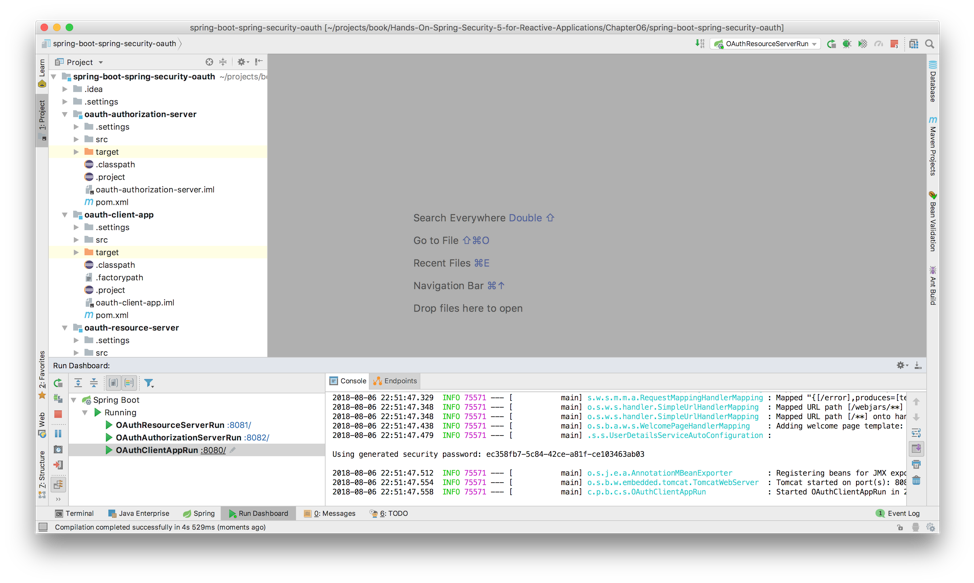 spring-boot-spring-security-oauth [~/projects/book/Hands-On-Spring-Security-5-for-Reactive-Applications/Chapter06/spring-boot-spring-security-oauth]
spring-boot-spring-security-oauth
OAuthResourceServerRun
Learn
1: Project
Project
spring-boot-spring-security-oauth ~/projects/b
.idea
.settings
oauth-authorization-server
.settings
src
target
.classpath
.project
oauth-authorization-server.iml
pom.xml
oauth-client-app
.settings
src
target
.classpath
.factorypath
.project
oauth-client-app.iml
pom.xml
oauth-resource-server
.settings
src
Search Everywhere Double ⇧
Go to File ⇧⌘O
Recent Files ⌘E
Navigation Bar ⌘↑
Drop files here to open
Database
Maven Projects
Bean Validation
Ant Build
2: Favorites
Web
7: Structure
Run Dashboard:
Spring Boot
Running
OAuthResourceServerRun :8081/
OAuthAuthorizationServerRun :8082/
OAuthClientAppRun :8080/
Console
Endpoints
2018-08-06 22:51:47.329 INFO 75571 --- [ main] s.w.s.m.m.a.RequestMappingHandlerMapping : Mapped "{[/error],produces=[te
2018-08-06 22:51:47.348 INFO 75571 --- [ main] o.s.w.s.handler.SimpleUrlHandlerMapping : Mapped URL path [/webjars/**]
2018-08-06 22:51:47.348 INFO 75571 --- [ main] o.s.w.s.handler.SimpleUrlHandlerMapping : Mapped URL path [/**] onto han
2018-08-06 22:51:47.438 INFO 75571 --- [ main] o.s.b.a.w.s.WelcomePageHandlerMapping : Adding welcome page template:
2018-08-06 22:51:47.479 INFO 75571 --- [ main] .s.s.UserDetailsServiceAutoConfiguration :
Using generated security password: ec358fb7-5c84-42ce-a81f-ce103463ab03
2018-08-06 22:51:47.512 INFO 75571 --- [ main] o.s.j.e.a.AnnotationMBeanExporter : Registering beans for JMX expo
2018-08-06 22:51:47.554 INFO 75571 --- [ main] o.s.b.w.embedded.tomcat.TomcatWebServer : Tomcat started on port(s): 808
2018-08-06 22:51:47.558 INFO 75571 --- [ main] c.p.b.c.s.OAuthClientAppRun : Started OAuthClientAppRun in 2
Terminal
Java Enterprise
Spring
Run Dashboard
0: Messages
6: TODO
1 Event Log
Compilation completed successfully in 4s 529ms (moments ago)